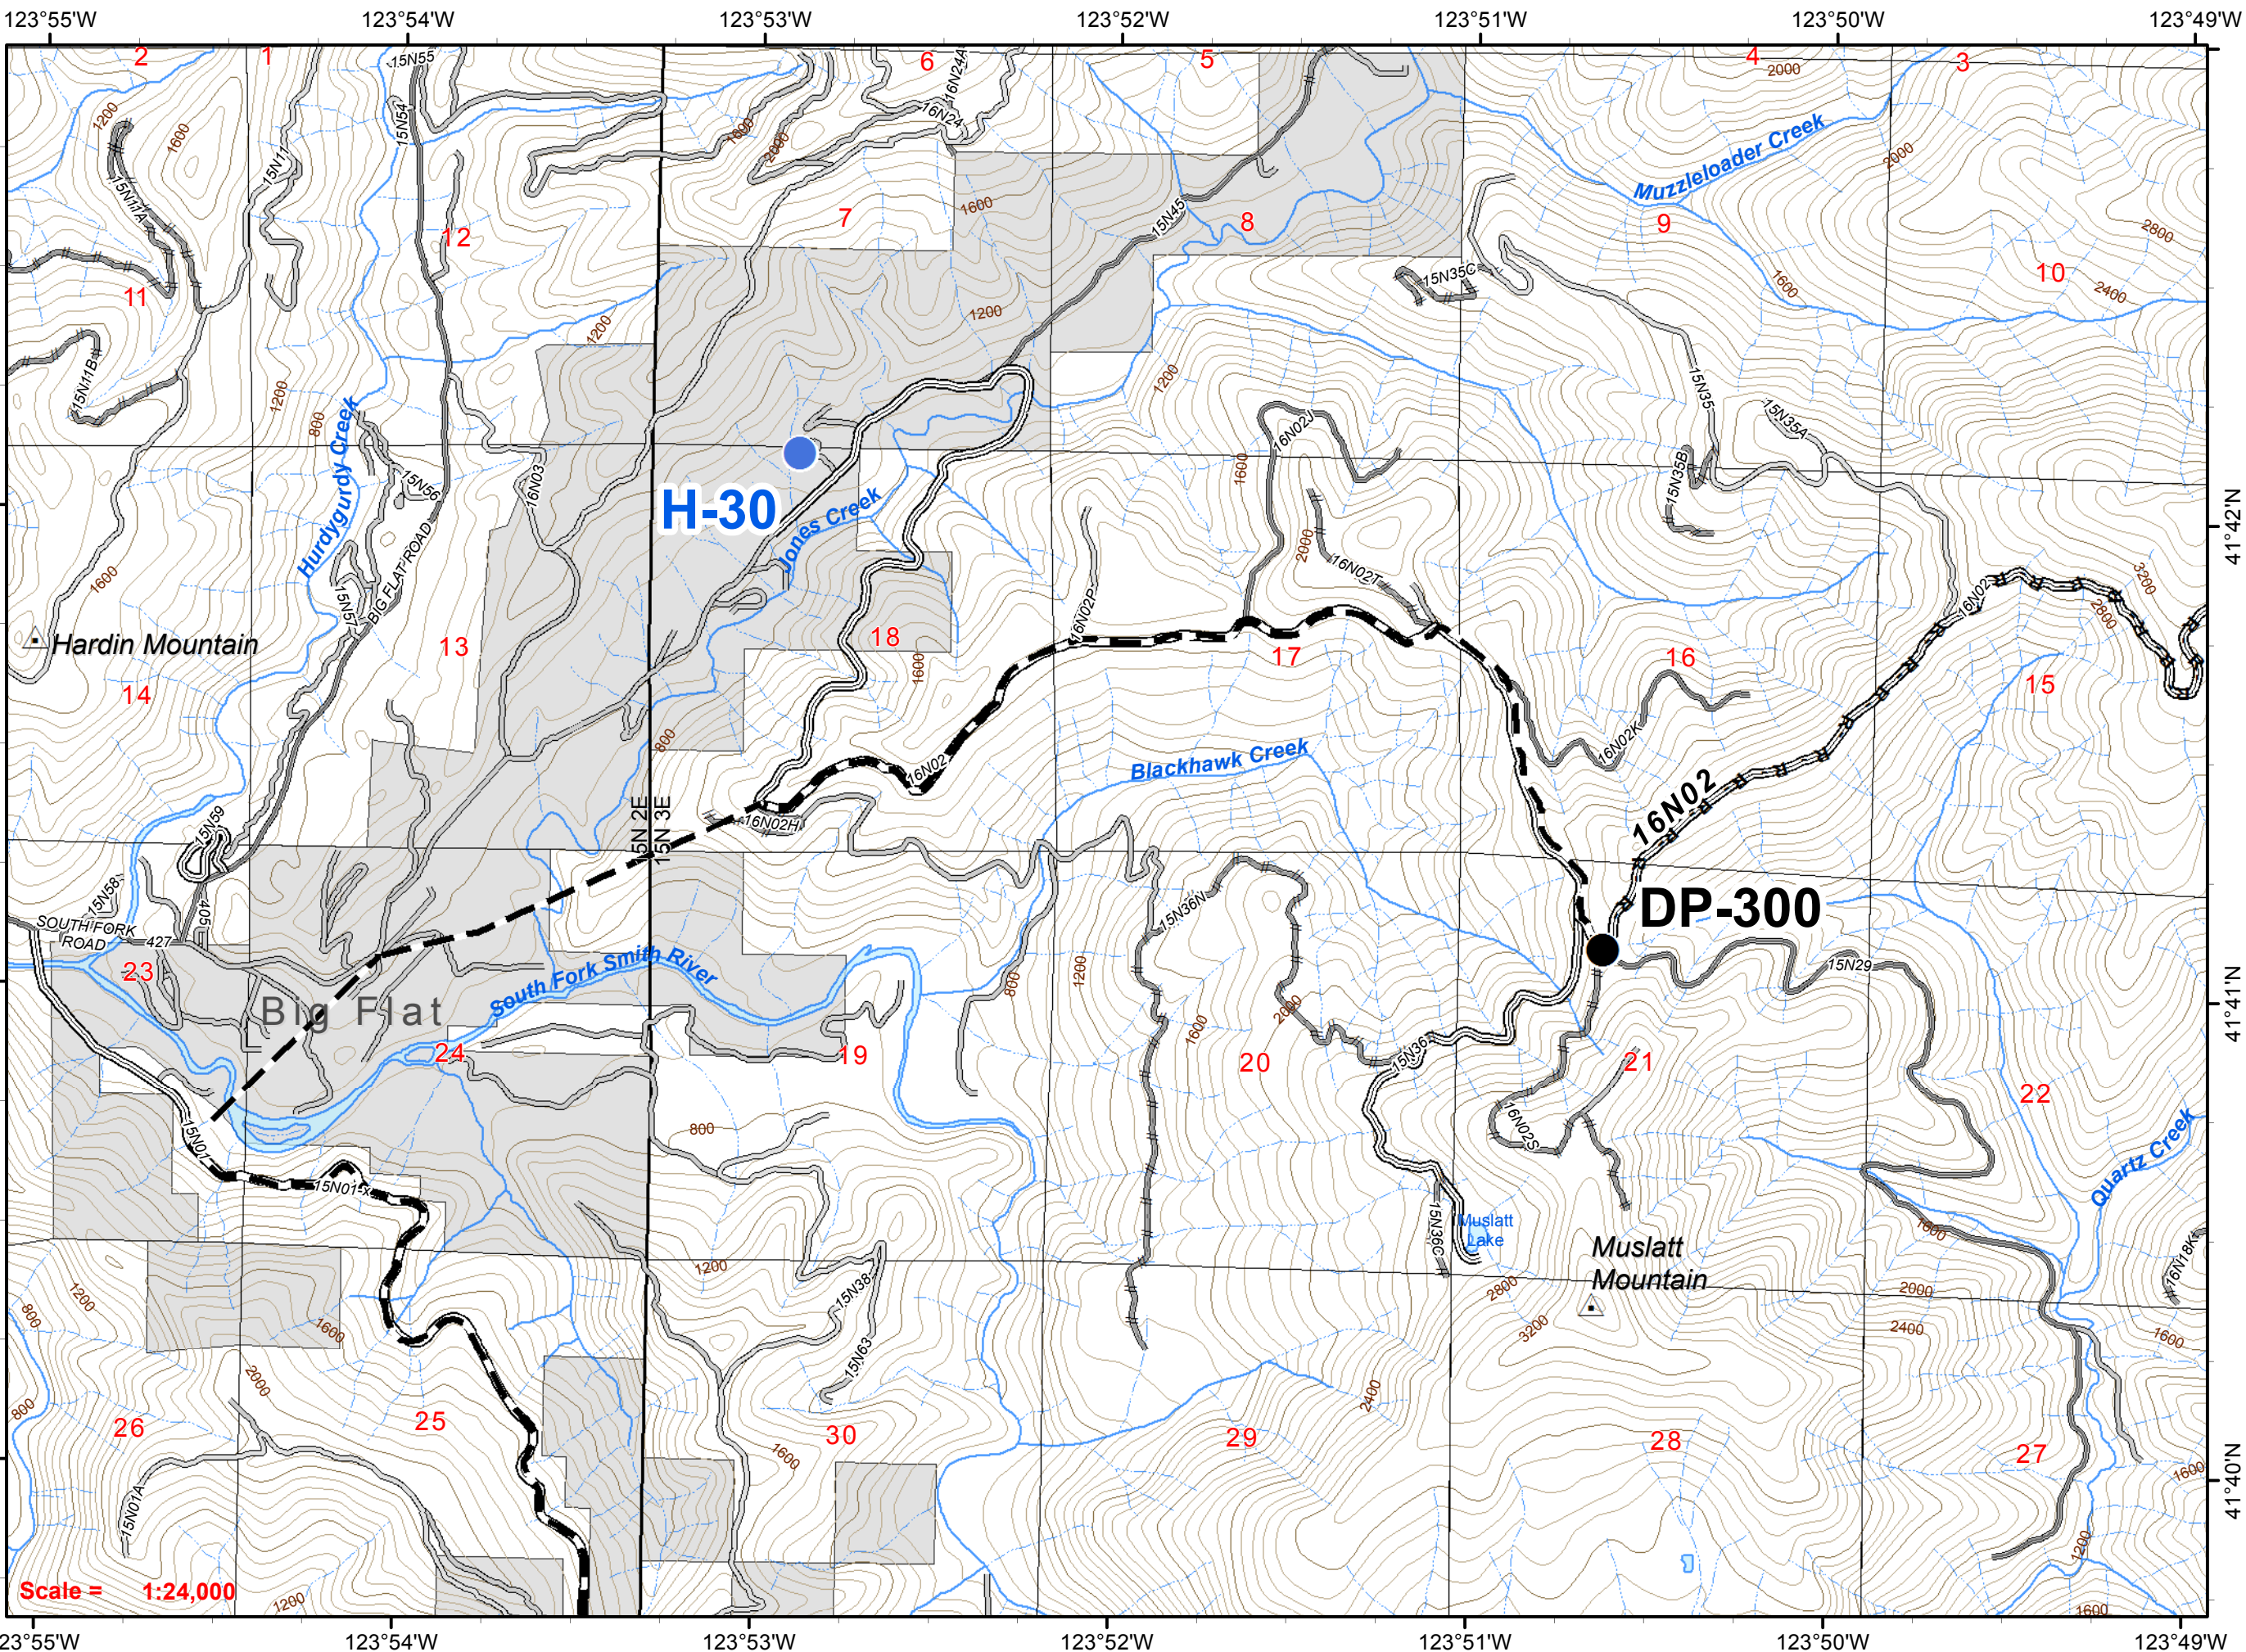 123°55'W
123°54'W
123°53'W
123°52'W
123°51'W
123°50'W
123°49'W
2
1
15N55
6
16N24A
5
4
2000
3
1200
1600
15N54
16N24
1600
2000
Muzzleloader Creek
2000
15N11
15N11A
12
7
1600
15N45
8
9
2800
11
15N35C
1600
10
2400
1200
1200
15N11B
1200
800
1200
15N35
15N35A
Hurdygurdy Creek
16N02J
1600
15N56
16N03
H-30
Jones Creek
15N35B
41°42'N
BIG FLAT ROAD
2000
16N02T
1600
15N57
16N02P
16N02
3200
2800
Hardin Mountain
13
18
1600
17
16
15
14
800
16N02K
Blackhawk Creek
16N02
16N02
15N 2E
15N 3E
16N02H
15N59
15N58
405
15N36N
DP-300
SOUTH FORK
ROAD
427
23
South Fork Smith River
800
1200
15N29
Big Flat
2000
1600
41°41'N
24
19
20
15N36
21
22
15N01
800
16N02S
Quartz Creek
15N01-x
15N36C
Muslatt
Lake
1600
Muslatt
Mountain
16N18K
1200
1200
15N38
2800
2000
800
1600
3200
2400
1600
15N63
2000
2400
800
26
25
30
29
28
27
1600
1600
41°40'N
15N01A
1200
Scale = 1:24,000
1200
1600
23°55'W
123°54'W
123°53'W
123°52'W
123°51'W
123°50'W
123°49'W